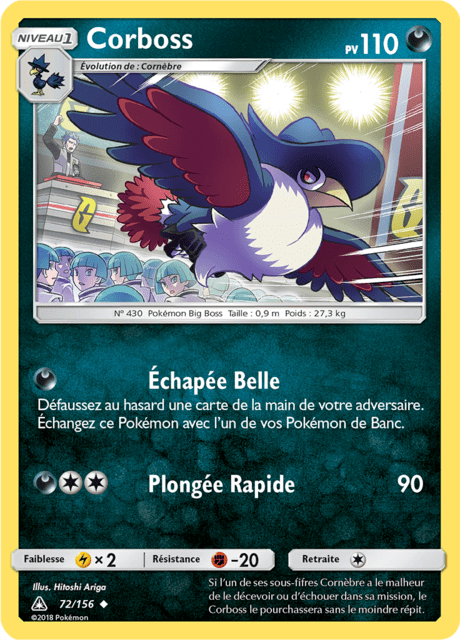 NIVEAU 1
Corboss
PV 110
Évolution de : Cornèbre
G
G
N° 430 Pokémon Big Boss Taille : 0,9 m Poids : 27,3 kg
Échapée Belle
Défaussez au hasard une carte de la main de votre adversaire.
Échangez ce Pokémon avec l'un de vos Pokémon de Banc.
Plongée Rapide 90
Faiblesse × 2 Résistance -20 Retraite
Illus. Hitoshi Ariga
72/156
©2018 Pokémon
Si l'un de ses sous-fifres Cornèbre a le malheur
de le décevoir ou d'échouer dans sa mission, le
Corboss le pourchassera sans le moindre répit.